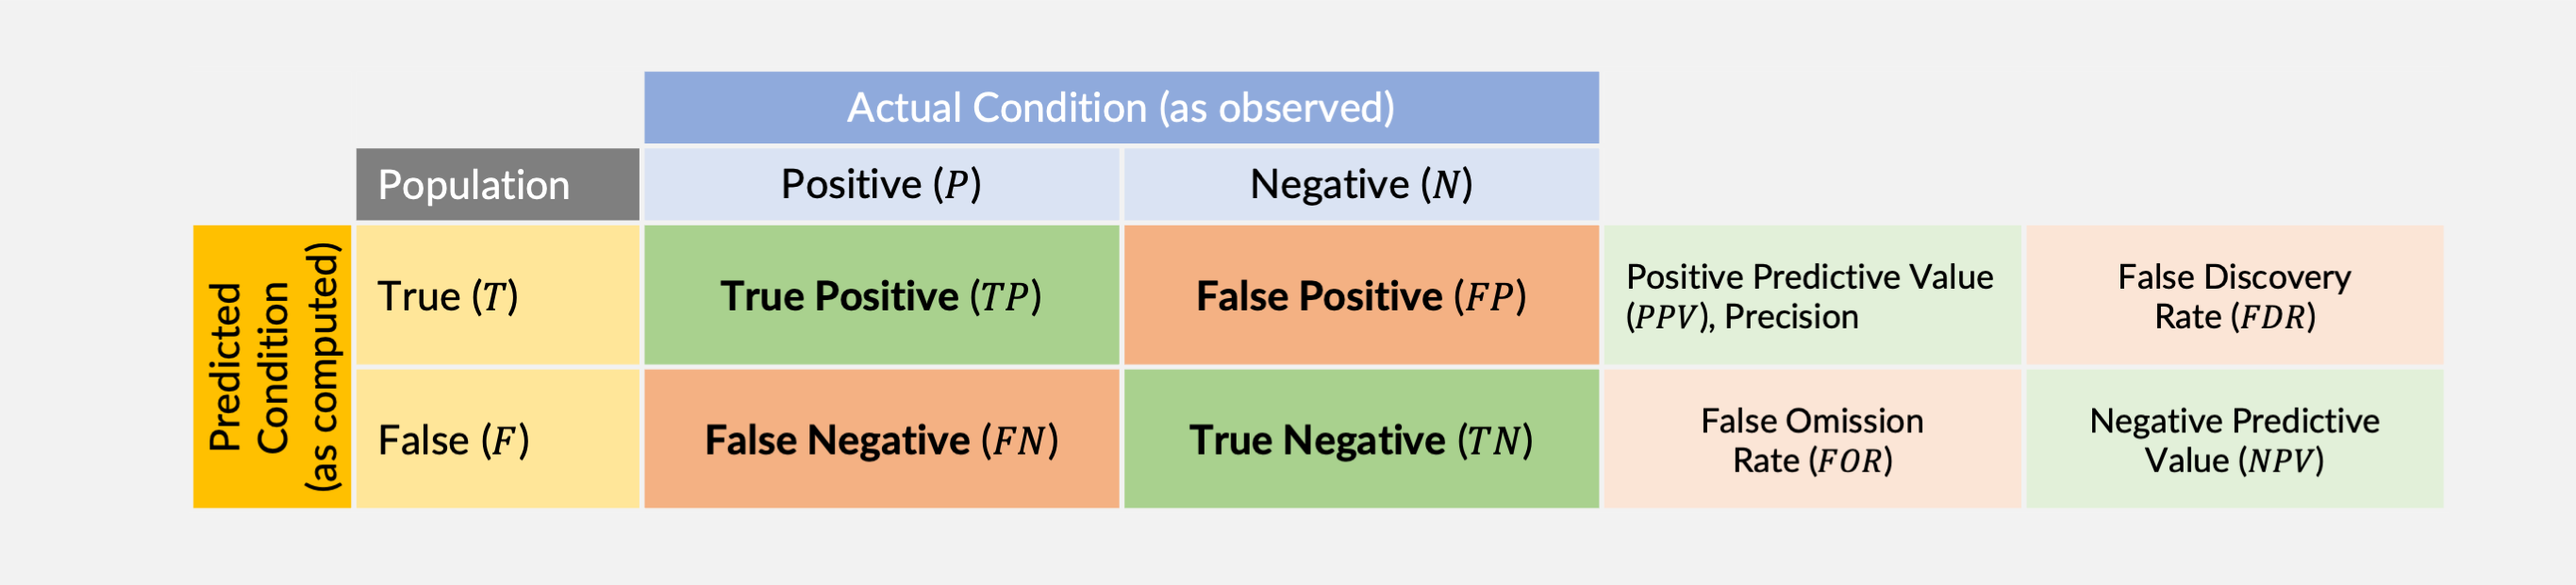 Actual Condition (as observed)
Population
Positive (P)
Negative (N)
Predicted
Condition
(as computed)
True (T)
True Positive (TP)
False Positive (FP)
Positive Predictive Value
(PPV), Precision
False Discovery
Rate (FDR)
False (F)
False Negative (FN)
True Negative (TN)
False Omission
Rate (FOR)
Negative Predictive
Value (NPV)